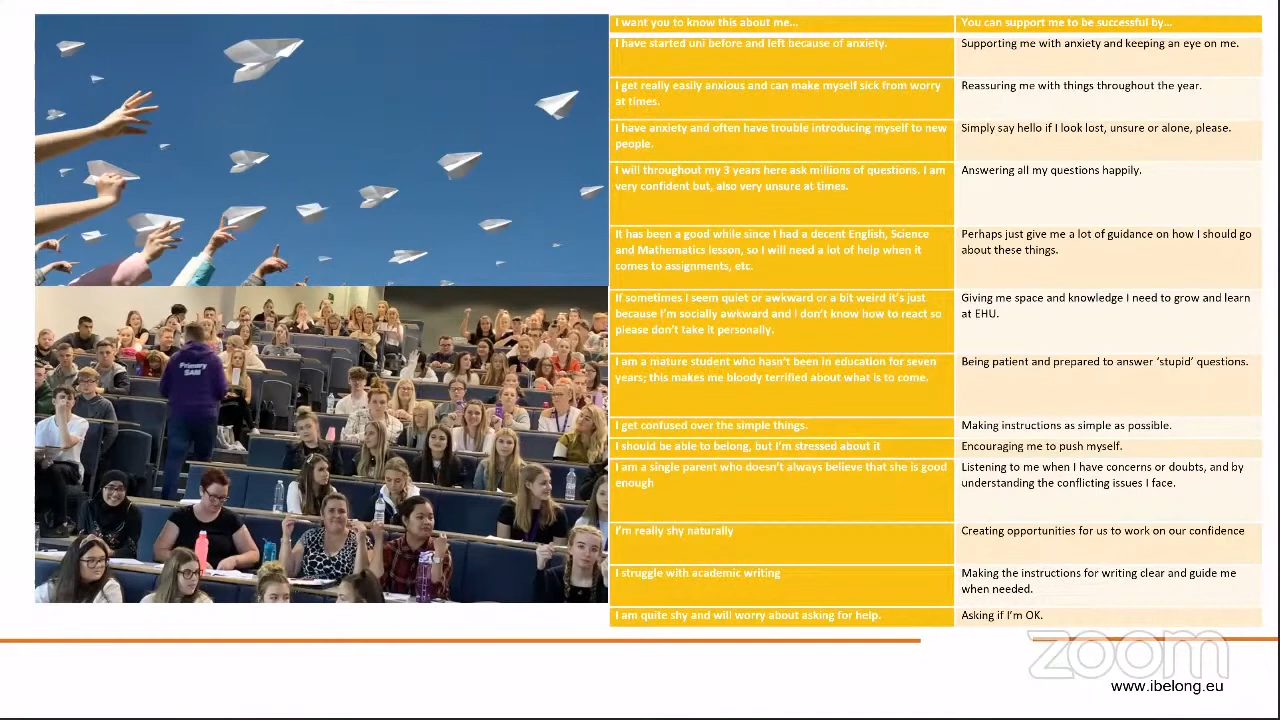 I want you to know this about me...
You can support me to be successful by...
I have started uni before and left because of anxiety.
Supporting me with anxiety and keeping an eye on me.
I get really easily anxious and can make myself sick from worry
at times.
Reassuring me with things throughout the year.
I have anxiety and often have trouble introducing myself to new
people.
Simply say hello if I look lost, unsure or alone, please.
I will throughout my 3 years here ask millions of questions. I am
very confident but, also very unsure at times.
Answering all my questions happily.
It has been a good while since I had a decent English, Science
and Mathematics lesson, so I will need a lot of help when it
comes to assignments, etc.
Perhaps just give me a lot of guidance on how I should go
about these things.
If sometimes I seem quiet or awkward or a bit weird it's just
because I'm socially awkward and I don't know how to react so
please don't take it personally.
Giving me space and knowledge I need to grow and learn
at EHU.
I am a mature student who hasn't been in education for seven
years; this makes me bloody terrified about what is to come.
Being patient and prepared to answer 'stupid' questions.
I get confused over the simple things.
Making instructions as simple as possible.
I should be able to belong, but I'm stressed about it
Encouraging me to push myself.
I am a single parent who doesn't always believe that she is good
enough
Listening to me when I have concerns or doubts, and by
understanding the conflicting issues I face.
I'm really shy naturally
Creating opportunities for us to work on our confidence
I struggle with academic writing
Making the instructions for writing clear and guide me
when needed.
I am quite shy and will worry about asking for help.
Asking if I'm OK.
Primary
SAM
zoom
www.ibelong.eu